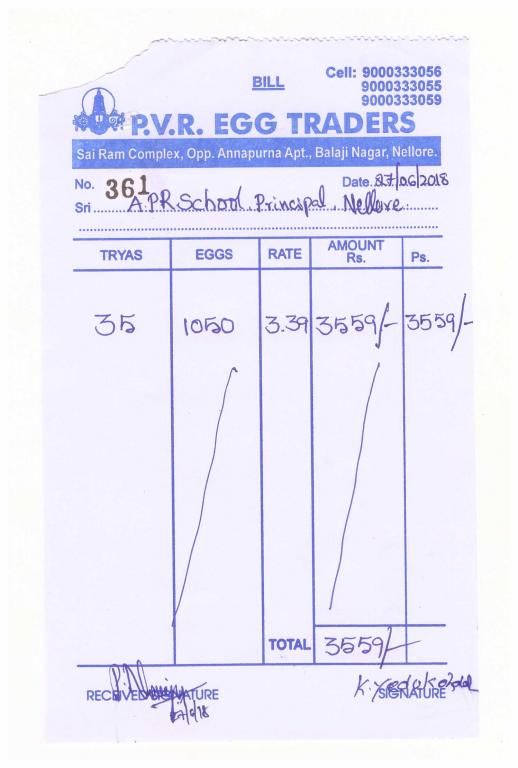 BILL
Cell: 9000333056
9000333055
9000333059
P.V.R. EGG TRADERS
Sai Ram Complex, Opp. Annapurna Apt., Balaji Nagar, Nellore.
No. 361 Date. 27/06/2018
Sri A.P.R School, Principal, Nellore
TRYAS EGGS RATE AMOUNT Rs. Ps.
35 1050 3.39 3559/- 3559/-
TOTAL 3559/-
RECEIVED SIGNATURE SIGNATURE
27/6/18